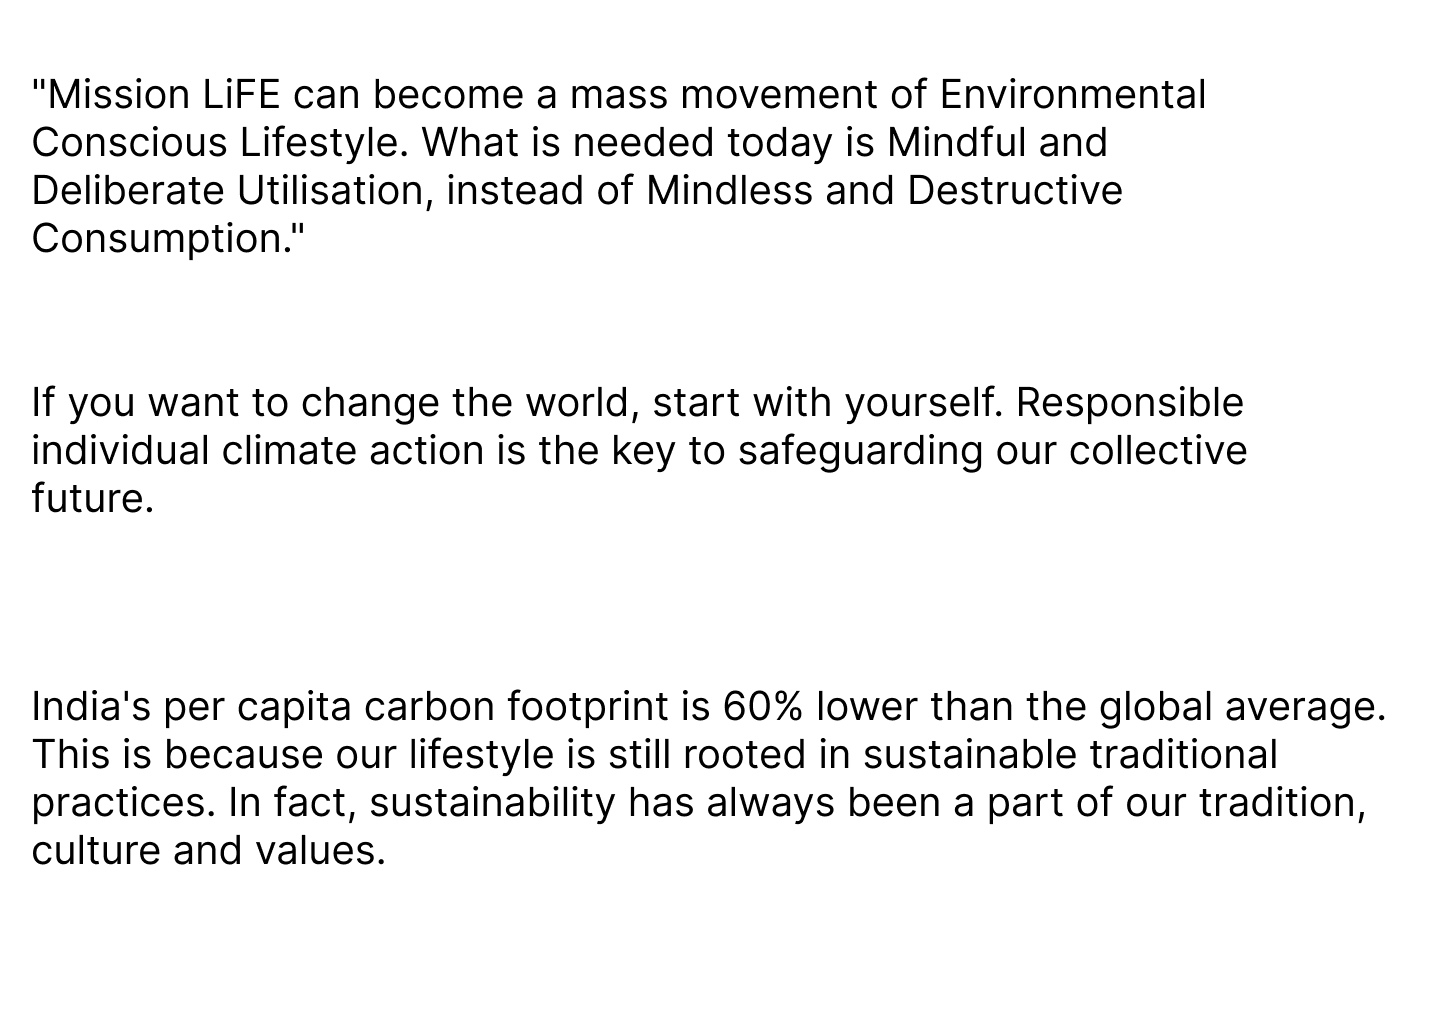 "Mission LiFE can become a mass movement of Environmental
Conscious Lifestyle. What is needed today is Mindful and
Deliberate Utilisation, instead of Mindless and Destructive
Consumption."
If you want to change the world, start with yourself. Responsible
individual climate action is the key to safeguarding our collective
future.
India's per capita carbon footprint is 60% lower than the global average.
This is because our lifestyle is still rooted in sustainable traditional
practices. In fact, sustainability has always been a part of our tradition,
culture and values.